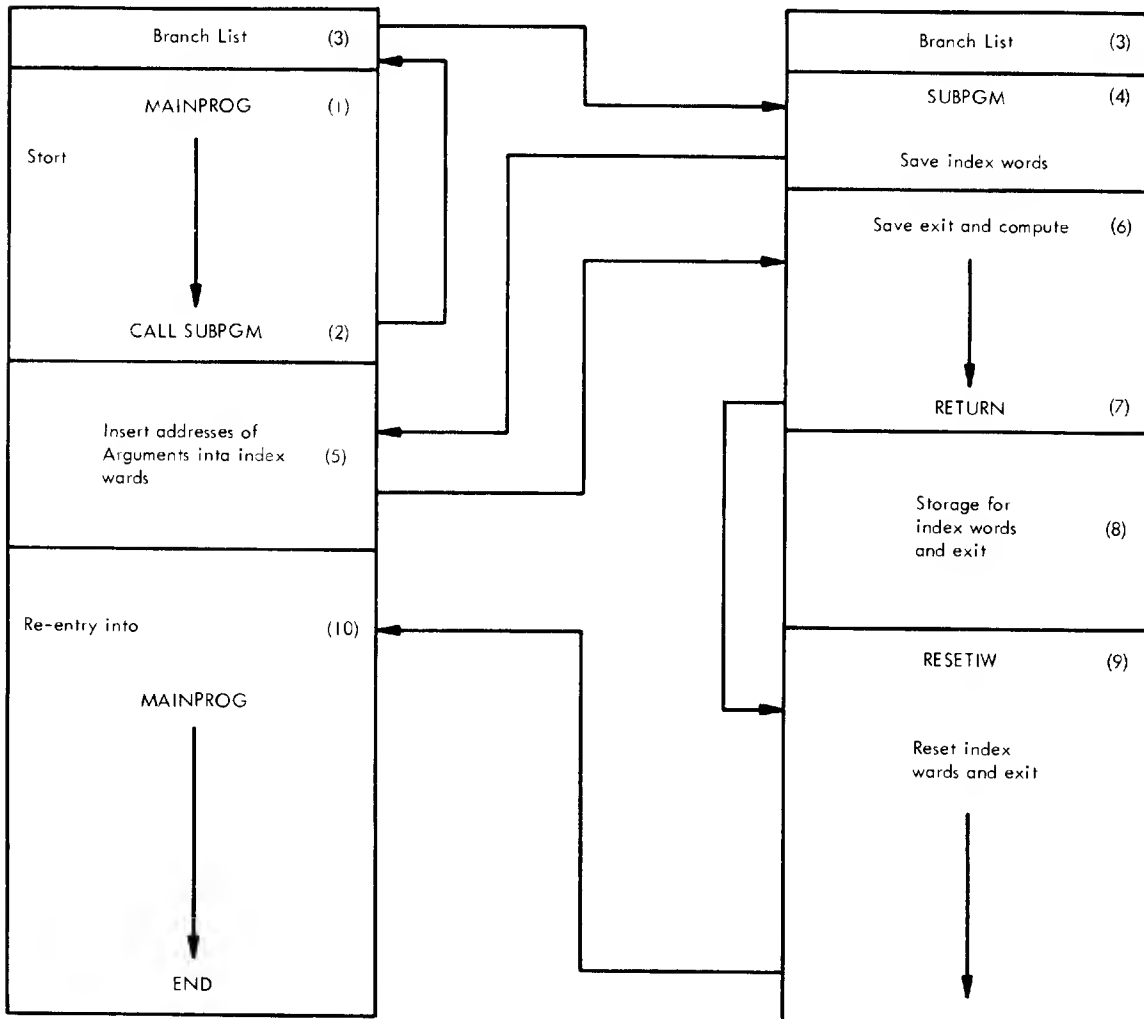 Branch List (3)
MAINPROG (1)
Stort
CALL SUBPGM (2)
Insert addresses of
Arguments inta index (5)
wards
Re-entry into (10)
MAINPROG
END
Branch List (3)
SUBPGM (4)
Save index words
Save exit and compute (6)
RETURN (7)
Storage for
index words (8)
and exit
RESETIW (9)
Reset index
wards and exit